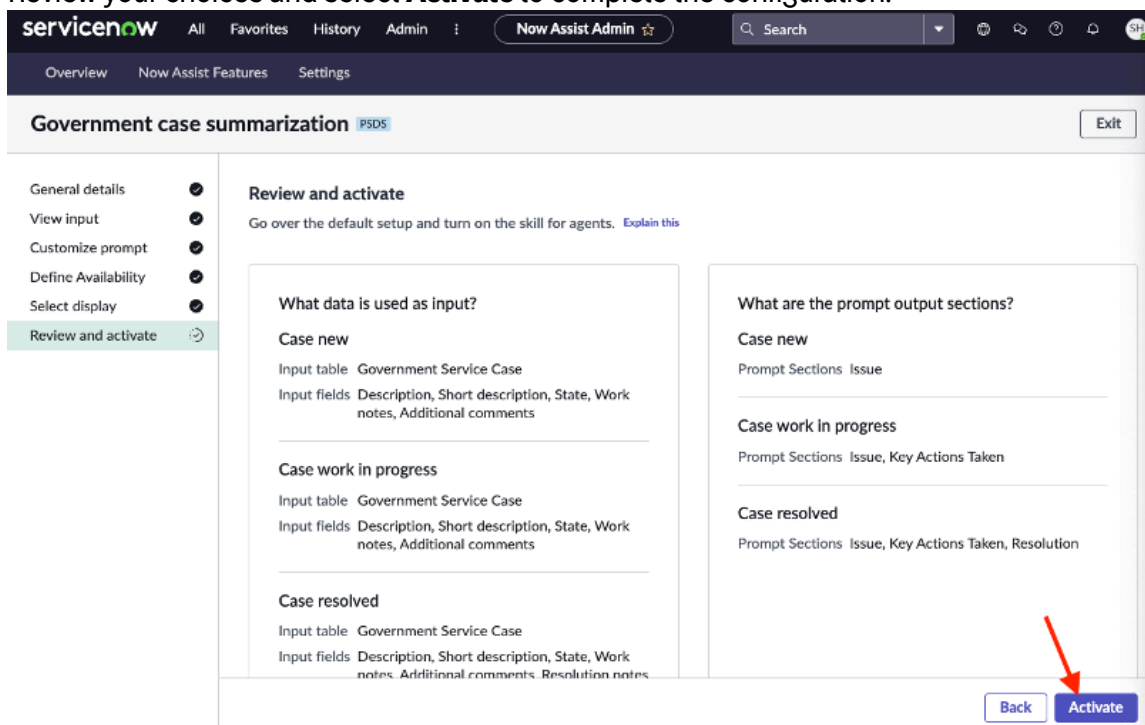 Review your choices and select Activate to complete the configuration.
servicenow All Favorites History Admin Now Assist Admin Search SH
Overview Now Assist Features Settings
Government case summarization PSDS Exit
General details
View input
Customize prompt
Define Availability
Select display
Review and activate
Review and activate
Go over the default setup and turn on the skill for agents. Explain this
What data is used as input?
Case new
Input table Government Service Case
Input fields Description, Short description, State, Work
notes, Additional comments
Case work in progress
Input table Government Service Case
Input fields Description, Short description, State, Work
notes, Additional comments
Case resolved
Input table Government Service Case
Input fields Description, Short description, State, Work
notes, Additional comments, Resolution notes
What are the prompt output sections?
Case new
Prompt Sections Issue
Case work in progress
Prompt Sections Issue, Key Actions Taken
Case resolved
Prompt Sections Issue, Key Actions Taken, Resolution
Back Activate